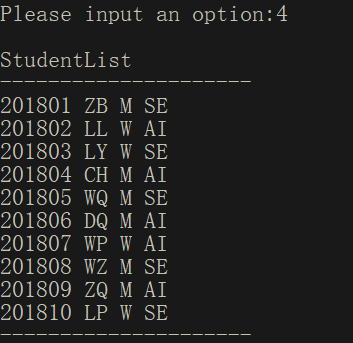 Please input an option:4
StudentList
---------------------
201801 ZB M SE
201802 LL W AI
201803 LY W SE
201804 CH M AI
201805 WQ M SE
201806 DQ M AI
201807 WP W AI
201808 WZ M SE
201809 ZQ M AI
201810 LP W SE
---------------------